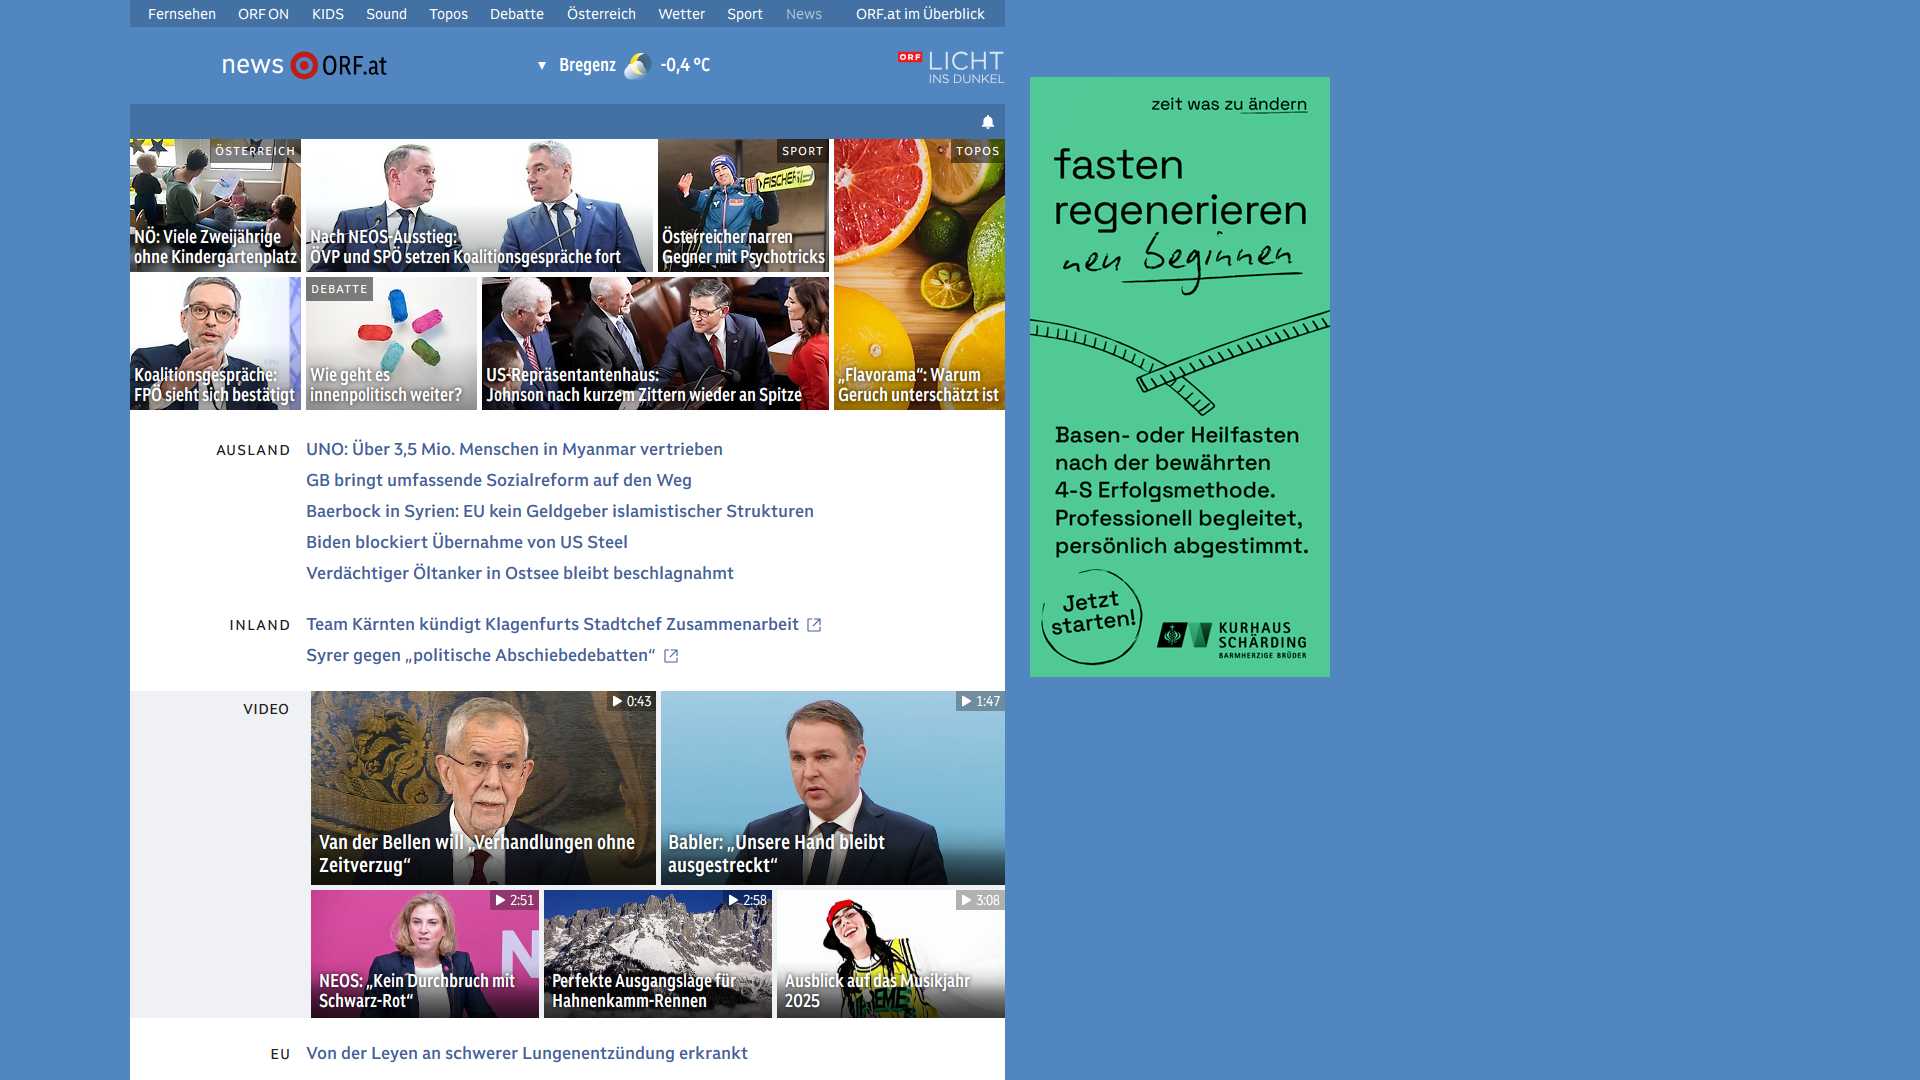 Fernsehen ORF ON KIDS Sound Topos Debatte Österreich Wetter Sport News ORF.at im Überblick
news ORF.at
Bregenz -0,4 °C
ORF LICHT
INS DUNKEL
ÖSTERREICH
NÖ: Viele Zweijährige
ohne Kindergartenplatz
Nach NEOS-Ausstieg:
ÖVP und SPÖ setzen Koalitionsgespräche fort
SPORT
FISCHER
Österreicher narren
Gegner mit Psychotricks
TOPOS
„Flavorama“: Warum
Geruch unterschätzt ist
Koalitionsgespräche:
FPÖ sieht sich bestätigt
DEBATTE
Wie geht es
innenpolitisch weiter?
US-Repräsentantenhaus:
Johnson nach kurzem Zittern wieder an Spitze
AUSLAND
UNO: Über 3,5 Mio. Menschen in Myanmar vertrieben
GB bringt umfassende Sozialreform auf den Weg
Baerbock in Syrien: EU kein Geldgeber islamistischer Strukturen
Biden blockiert Übernahme von US Steel
Verdächtiger Öltanker in Ostsee bleibt beschlagnahmt
INLAND
Team Kärnten kündigt Klagenfurts Stadtchef Zusammenarbeit
Syrer gegen „politische Abschiebedebatten“
VIDEO
0:43
Van der Bellen will „Verhandlungen ohne
Zeitverzug“
1:47
Babler: „Unsere Hand bleibt
ausgestreckt“
2:51
N
NEOS: „Kein Durchbruch mit
Schwarz-Rot“
2:58
Perfekte Ausgangslage für
Hahnenkamm-Rennen
3:08
Ausblick auf das Musikjahr
2025
EU
Von der Leyen an schwerer Lungenentzündung erkrankt
zeit was zu ändern
fasten
regenerieren
neu beginnen
Basen- oder Heilfasten
nach der bewährten
4-S Erfolgsmethode.
Professionell begleitet,
persönlich abgestimmt.
Jetzt
starten!
KURHAUS
SCHÄRDING
BARMHERZIGE BRÜDER